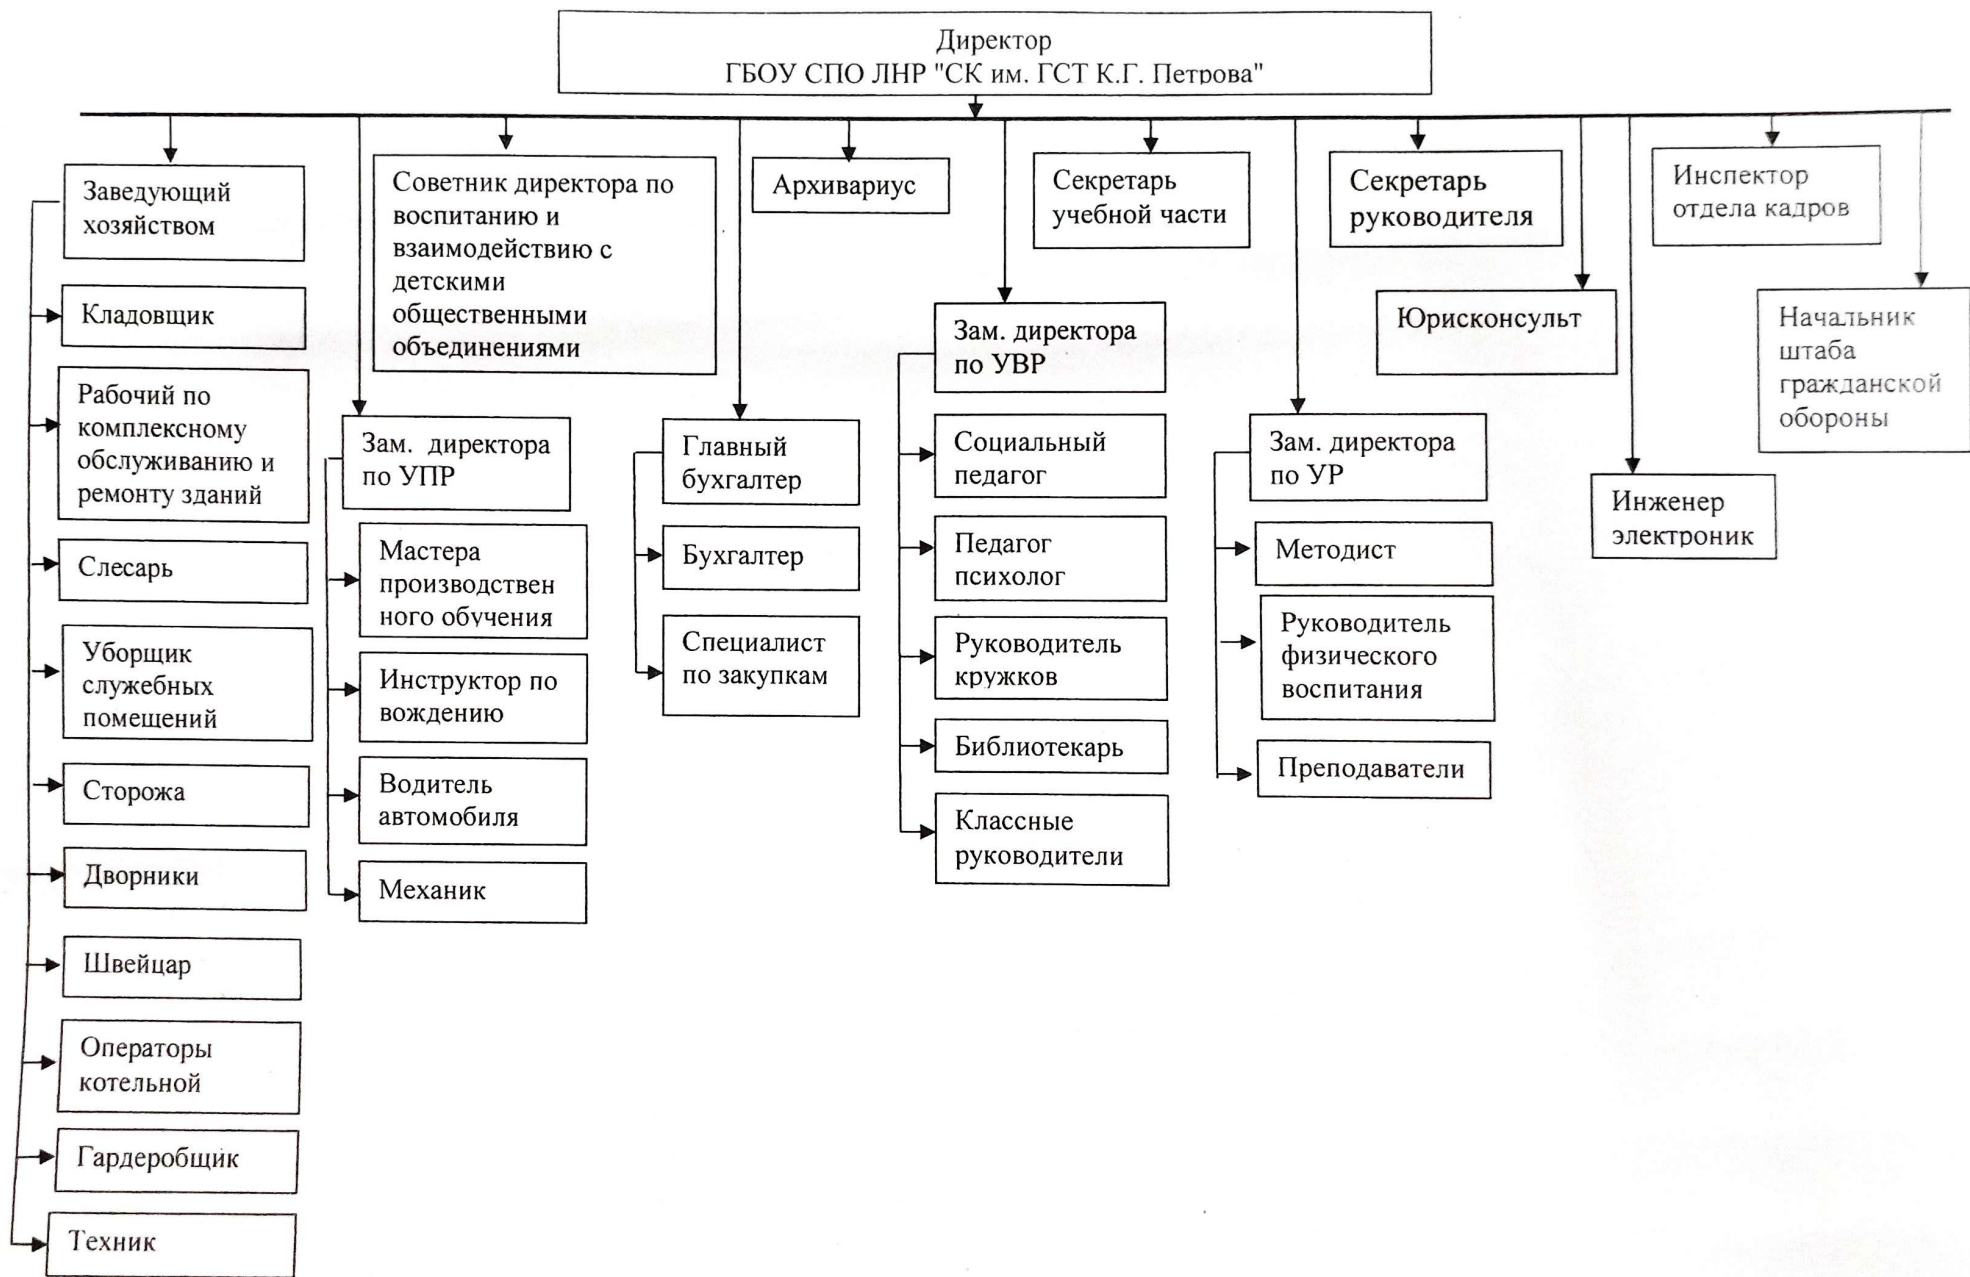 Директор
ГБОУ СПО ЛНР "СК им. ГСТ К.Г. Петрова"
Заведующий
хозяйством
Кладовщик
Рабочий по
комплексному
обслуживанию и
ремонту зданий
Слесарь
Уборщик
служебных
помещений
Сторожа
Дворники
Швейцар
Операторы
котельной
Гардеробщик
Техник
Зам. директора
по УПР
Мастера
производствен
ного обучения
Инструктор по
вождению
Водитель
автомобиля
Механик
Советник директора по
воспитанию и
взаимодействию с
детскими
общественными
объединениями
Главный
бухгалтер
Бухгалтер
Специалист
по закупкам
Архивариус
Зам. директора
по УВР
Социальный
педагог
Педагог
психолог
Руководитель
кружков
Библиотекарь
Классные
руководители
Секретарь
учебной части
Зам. директора
по УР
Методист
Руководитель
физического
воспитания
Преподаватели
Секретарь
руководителя
Юрисконсульт
Инженер
электроник
Инспектор
отдела кадров
Начальник
штаба
гражданской
обороны